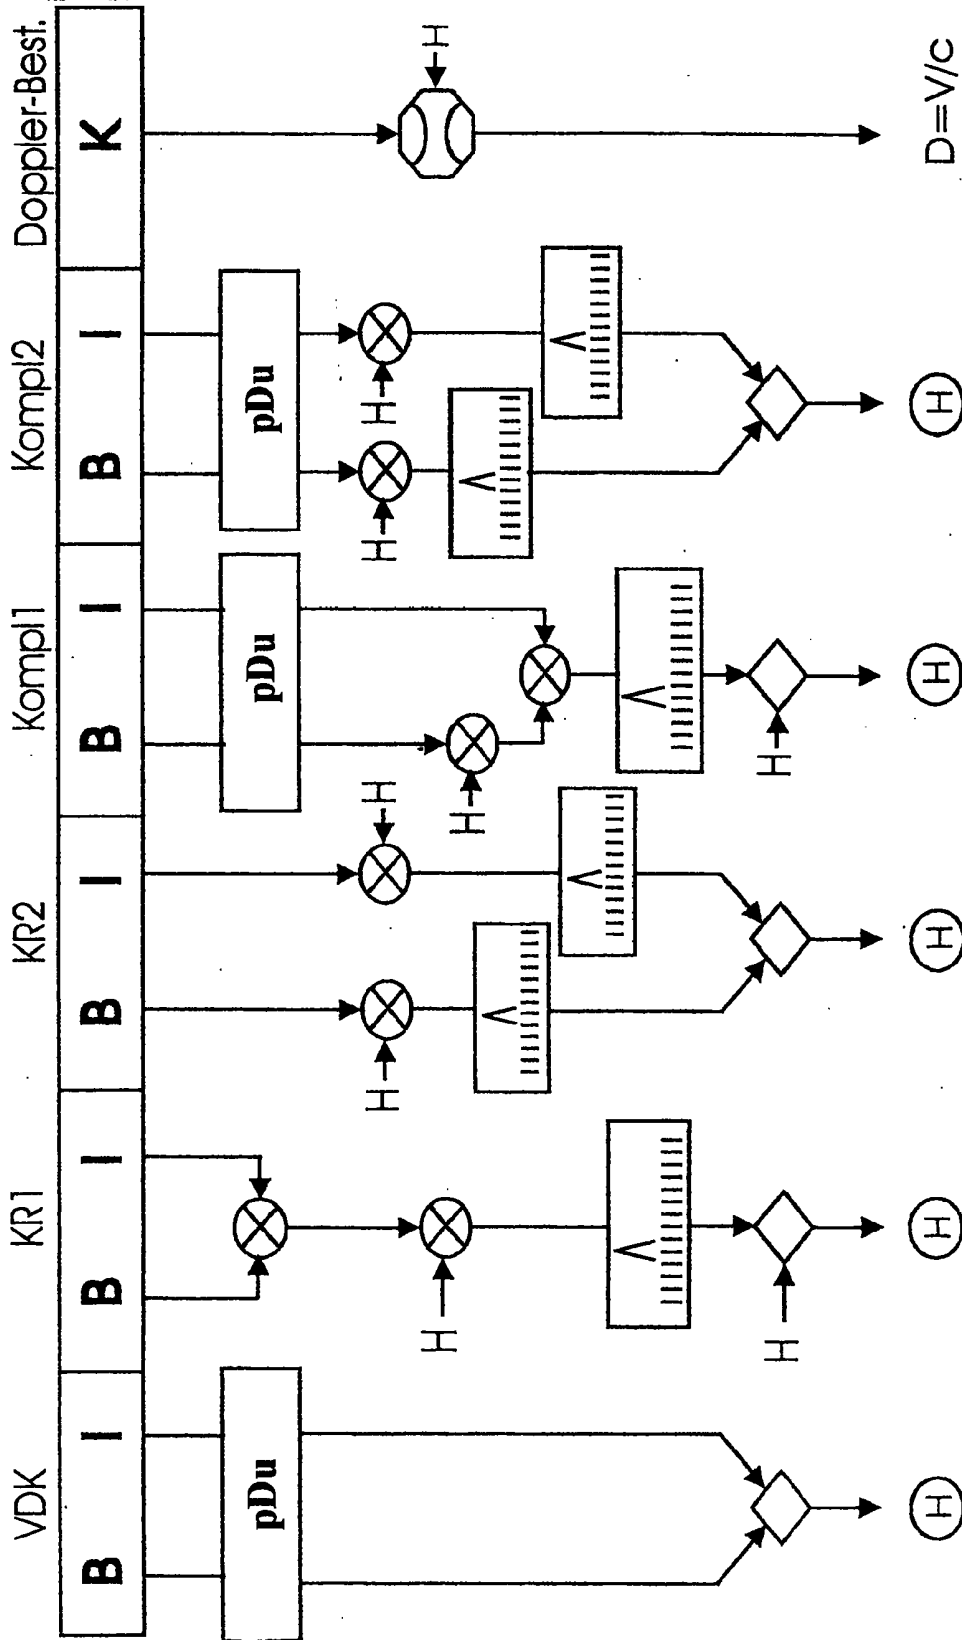 VDK KR1 KR2 Kompl1 Kompl2 Doppler-Best.
B I B I B I B I B I K
pDu pDu pDu
H H H H H H
H
H H
H H
(H) (H) (H) (H) (H) D=V/c